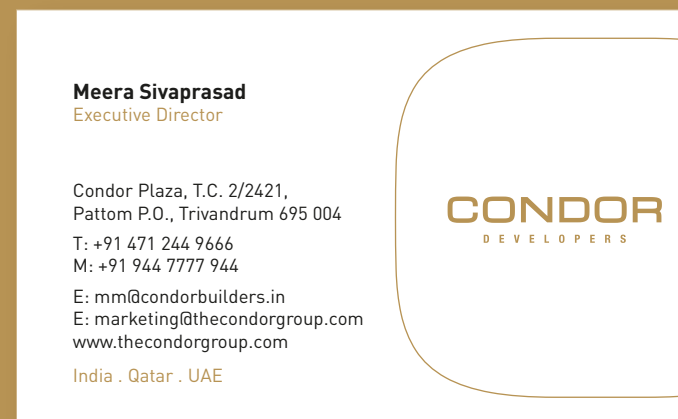 Meera Sivaprasad
Executive Director
Condor Plaza, T.C. 2/2421,
Pattom P.O., Trivandrum 695 004
T: +91 471 244 9666
M: +91 944 7777 944
E: mm@condorbuilders.in
E: marketing@thecondorgroup.com
www.thecondorgroup.com
India . Qatar . UAE
CONDOR
DEVELOPERS